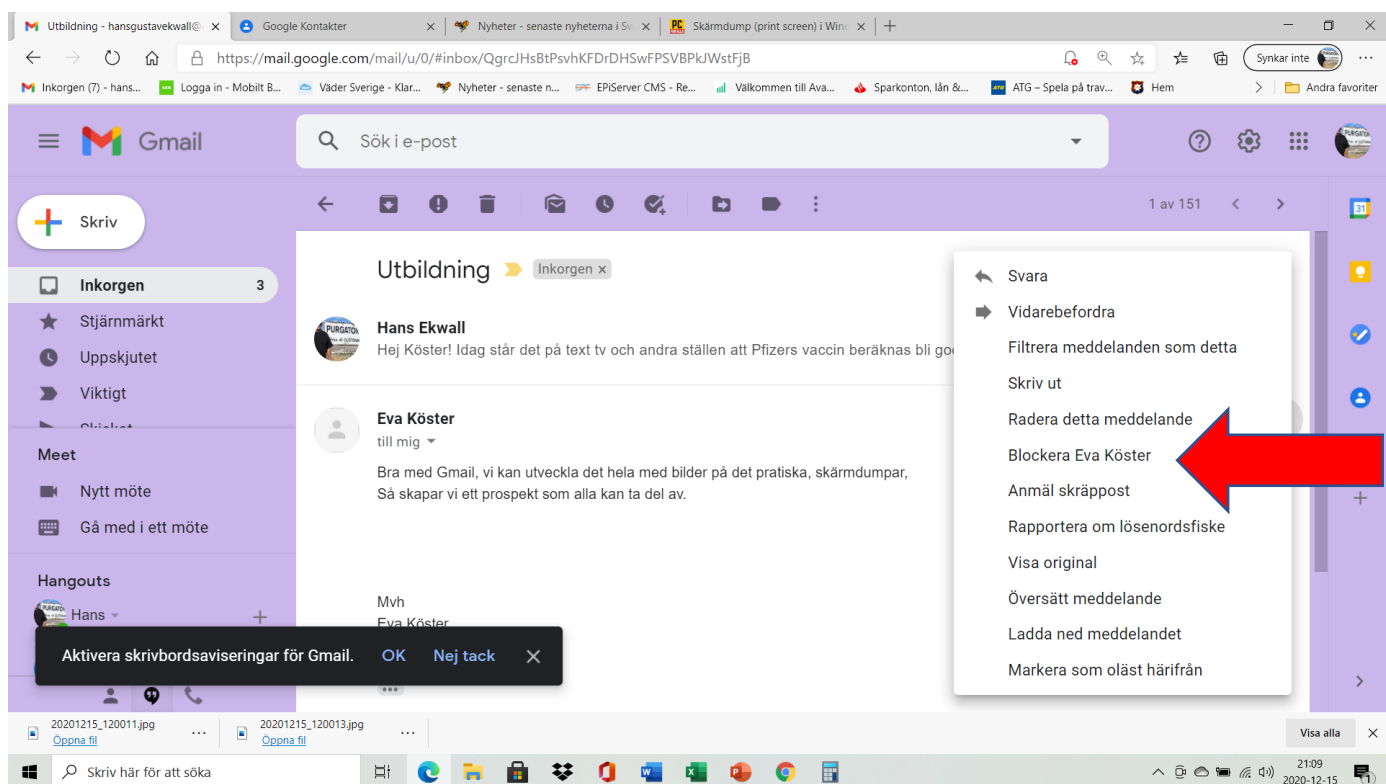 Utbildning - hansgustavekwall@
Google Kontakter
Nyheter - senaste nyheterna i Sv
Skärmdump (print screen) i Wind
https://mail.google.com/mail/u/0/#inbox/QgrcJHsBtPsvhKFDrDHSwFPSVBPkJWstFjB
Synkar inte
Inkorgen (7) - hans...
Logga in - Mobilt B...
Väder Sverige - Klar...
Nyheter - senaste n...
EPiServer CMS - Re...
Välkommen till Ava...
Sparkonton, lån &...
ATG – Spela på trav...
Hem
Andra favoriter
Gmail
Sök i e-post
Skriv
1 av 151
31
Inkorgen 3
Stjärnmärkt
Uppskjutet
Viktigt
Skickat
Meet
Nytt möte
Gå med i ett möte
Hangouts
Hans
Utbildning
Inkorgen x
Hans Ekwall
Hej Köster! Idag står det på text tv och andra ställen att Pfizers vaccin beräknas bli go
Eva Köster
till mig
Bra med Gmail, vi kan utveckla det hela med bilder på det pratiska, skärmdumpar,
Så skapar vi ett prospekt som alla kan ta del av.
Mvh
Eva Köster
Svara
Vidarebefordra
Filtrera meddelanden som detta
Skriv ut
Radera detta meddelande
Blockera Eva Köster
Anmäl skräppost
Rapportera om lösenordsfiske
Visa original
Översätt meddelande
Ladda ned meddelandet
Markera som oläst härifrån
Aktivera skrivbordsaviseringar för Gmail. OK Nej tack
20201215_120011.jpg
Öppna fil
20201215_120013.jpg
Öppna fil
Visa alla
Skriv här för att söka
21:09
2020-12-15